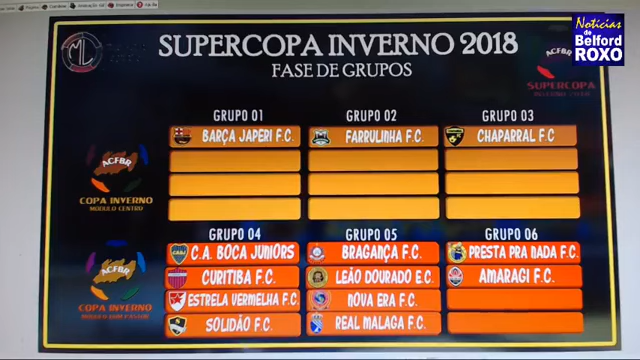 Notícias
de
Belford
ROXO
SUPERCOPA INVERNO 2018
FASE DE GRUPOS
ACFBR
SUPERCOPA
GRUPO 01
GRUPO 02
GRUPO 03
BARÇA JAPERI F.C.
FARRULINHA F.C.
CHAPARRAL F.C
ACFBR
COPA INVERNO
MÓDULO CENTRO
GRUPO 04
GRUPO 05
GRUPO 06
C.A. BOCA JUNIORS
BRAGANÇA F.C.
PRESTA PRA NADA F.C.
CURITIBA F.C.
LEÃO DOURADO E.C.
AMARAGI F.C.
ESTRELA VERMELHA F.C.
NOVA ERA F.C.
SOLIDÃO F.C.
REAL MALAGA F.C.
ACFBR
COPA INVERNO